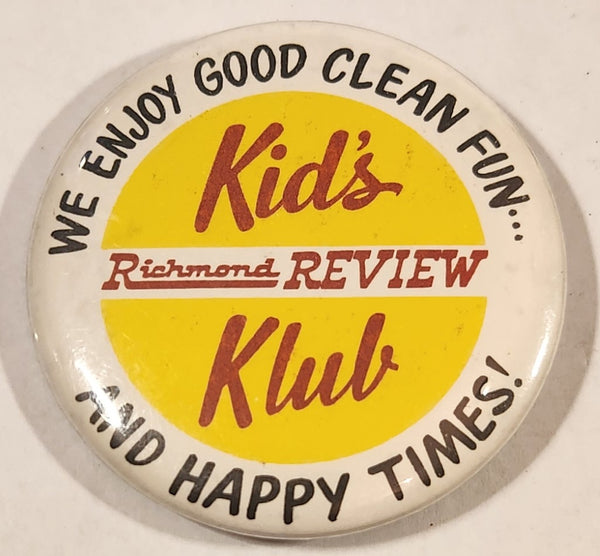 WE ENJOY GOOD CLEAN FUN...
Kid's
Richmond REVIEW
Klub
AND HAPPY TIMES!